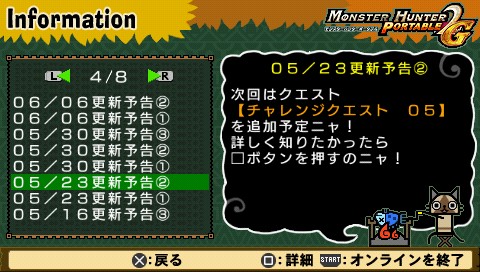 Information
MONSTER HUNTER
PORTABLE 2nd G
L 4/8 R
06/06更新予告②
06/06更新予告①
05/30更新予告③
05/30更新予告②
05/30更新予告①
05/23更新予告②
05/23更新予告①
05/16更新予告③
05/23更新予告②
次回はクエスト
【チャレンジクエスト 05】
を追加予定ニャ!
詳しく知りたかったら
□ボタンを押すのニャ!
×:戻る
□:詳細 START:オンラインを終了